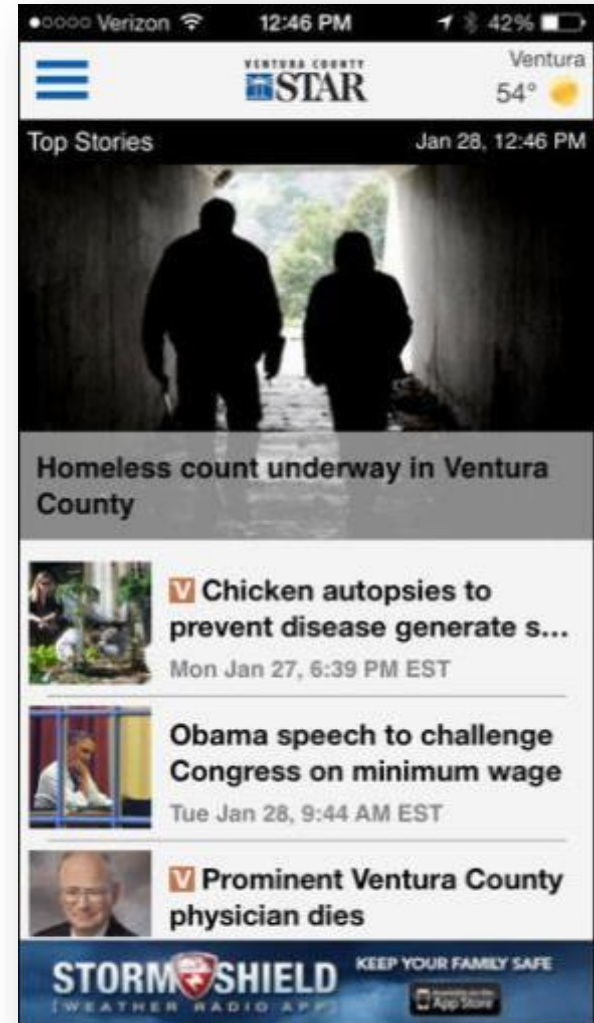 Verizon 12:46 PM 42%
VENTURA COUNTY
STAR
Ventura
54°
Top Stories Jan 28, 12:46 PM
Homeless count underway in Ventura
County
V Chicken autopsies to
prevent disease generate s...
Mon Jan 27, 6:39 PM EST
Obama speech to challenge
Congress on minimum wage
Tue Jan 28, 9:44 AM EST
V Prominent Ventura County
physician dies
STORM SHIELD
[WEATHER RADIO APP]
KEEP YOUR FAMILY SAFE
Available on the
App Store